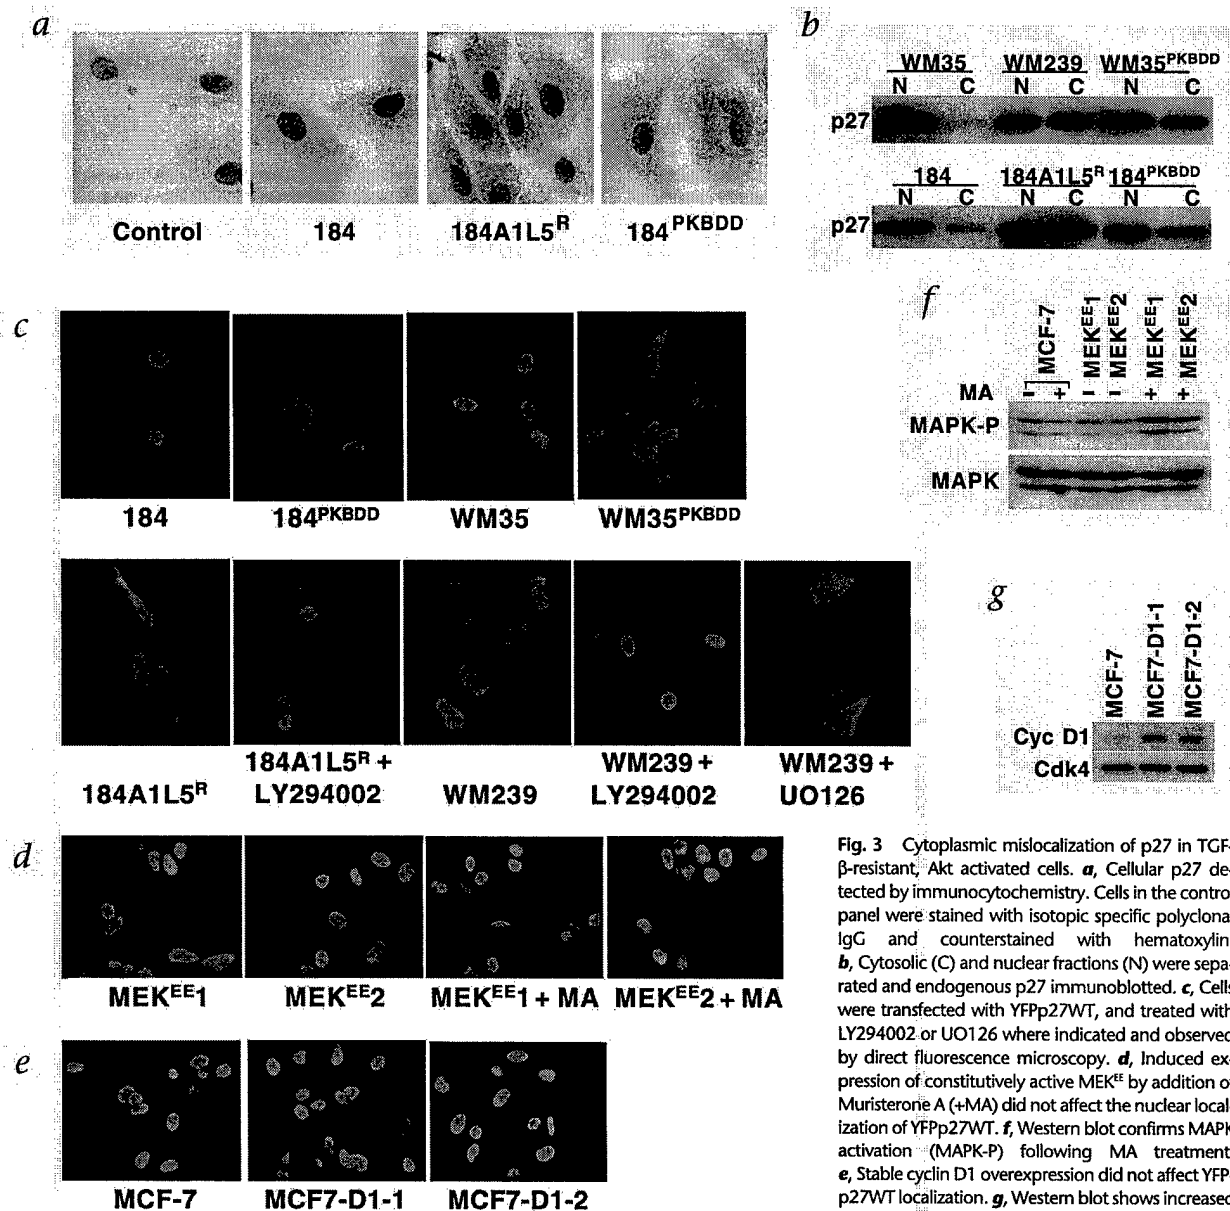 a
Control
184
184A1L5R
184PKBDD
b
WM35 WM239 WM35PKBDD
N C N C N C
p27
184 184A1L5R 184PKBDD
N C N C N C
p27
c
184
184PKBDD
WM35
WM35PKBDD
184A1L5R
184A1L5R +
LY294002
WM239
WM239 +
LY294002
WM239 +
UO126
d
MEKEE1
MEKEE2
MEKEE1 + MA
MEKEE2 + MA
e
MCF-7
MCF7-D1-1
MCF7-D1-2
f
MCF-7
MEKEE1
MEKEE2
MEKEE1
MEKEE2
MA - + - - + +
MAPK-P
MAPK
g
MCF-7
MCF7-D1-1
MCF7-D1-2
Cyc D1
Cdk4
Fig. 3 Cytoplasmic mislocalization of p27 in TGF-
β-resistant, Akt activated cells. a, Cellular p27 de-
tected by immunocytochemistry. Cells in the contro
panel were stained with isotopic specific polyclona
IgG and counterstained with hematoxylin
b, Cytosolic (C) and nuclear fractions (N) were sepa-
rated and endogenous p27 immunoblotted. c, Cells
were transfected with YFPp27WT, and treated with
LY294002 or UO126 where indicated and observed
by direct fluorescence microscopy. d, Induced ex-
pression of constitutively active MEKEE by addition o
Muristerone A (+MA) did not affect the nuclear local
ization of YFPp27WT. f, Western blot confirms MAPK
activation (MAPK-P) following MA treatment
e, Stable cyclin D1 overexpression did not affect YFP-
p27WT localization. g, Western blot shows increased